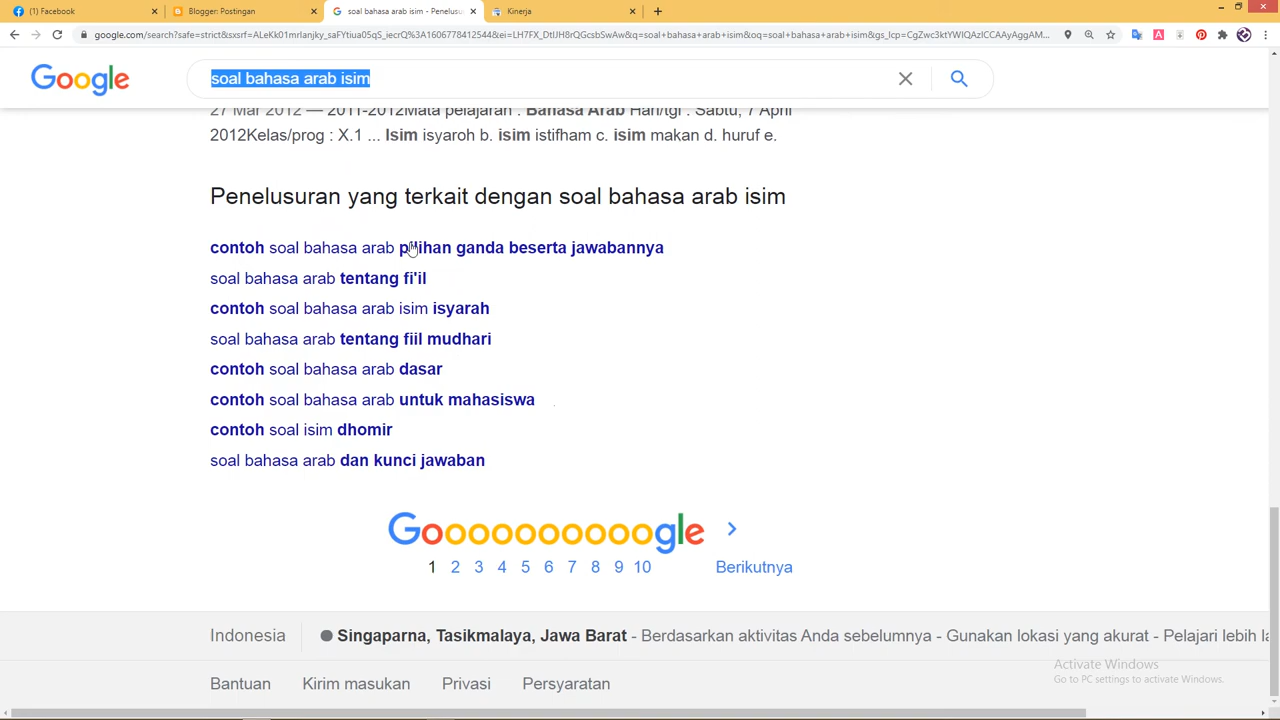 (1) Facebook
Blogger: Postingan
soal bahasa arab isim - Penelusu
Kinerja
google.com/search?safe=strict&sxsrf=ALeKk01mrlanjky_saFYtiua05qS_iecrQ%3A1606778412544&ei=LH7FX_DtIJH8rQGcsbSwAw&q=soal+bahasa+arab+isim&oq=soal+bahasa+arab+isim&gs_lcp=CgZwc3ktYWIQAzICCAAyAggAM...
Google
soal bahasa arab isim
27 Mar 2012 — 2011-2012Mata pelajaran : Bahasa Arab Hari/tgl : Sabtu, 7 April
2012Kelas/prog : X.1 ... Isim isyaroh b. isim istifham c. isim makan d. huruf e.
Penelusuran yang terkait dengan soal bahasa arab isim
contoh soal bahasa arab pilihan ganda beserta jawabannya
soal bahasa arab tentang fi'il
contoh soal bahasa arab isim isyarah
soal bahasa arab tentang fiil mudhari
contoh soal bahasa arab dasar
contoh soal bahasa arab untuk mahasiswa
contoh soal isim dhomir
soal bahasa arab dan kunci jawaban
Goooooooooogle
1 2 3 4 5 6 7 8 9 10 Berikutnya
Indonesia Singaparna, Tasikmalaya, Jawa Barat - Berdasarkan aktivitas Anda sebelumnya - Gunakan lokasi yang akurat - Pelajari lebih la
Activate Windows
Go to PC settings to activate Windows.
Bantuan Kirim masukan Privasi Persyaratan